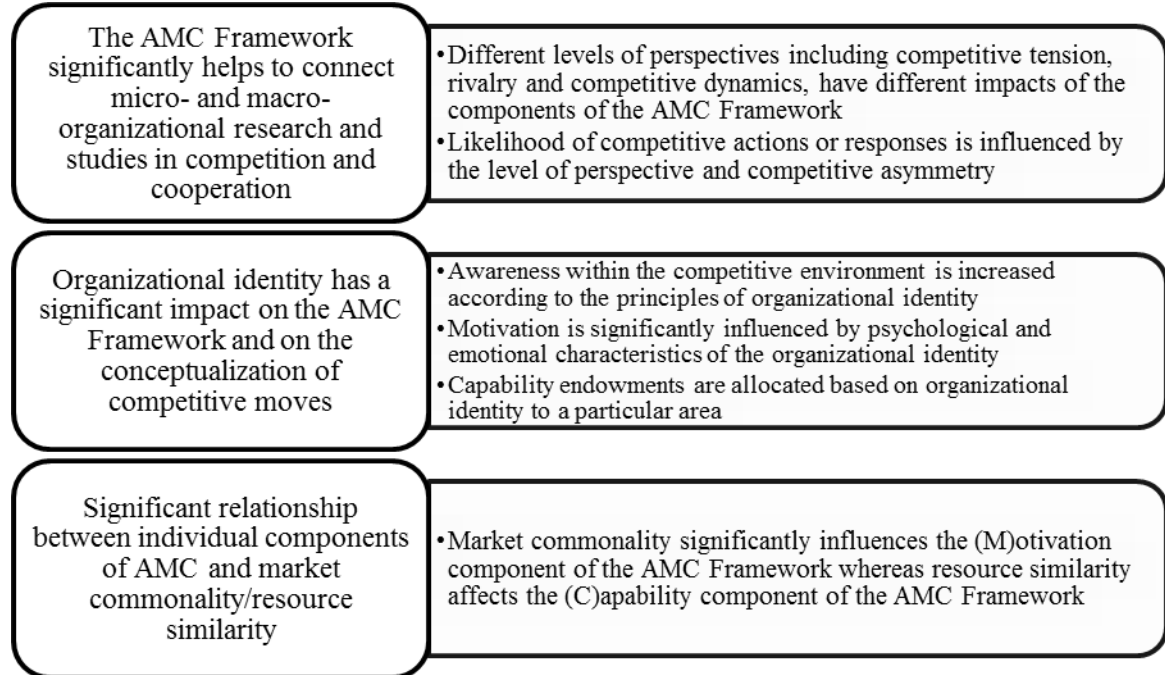 The AMC Framework
significantly helps to connect
micro- and macro-
organizational research and
studies in competition and
cooperation
•Different levels of perspectives including competitive tension,
rivalry and competitive dynamics, have different impacts of the
components of the AMC Framework
•Likelihood of competitive actions or responses is influenced by
the level of perspective and competitive asymmetry
Organizational identity has a
significant impact on the AMC
Framework and on the
conceptualization of
competitive moves
•Awareness within the competitive environment is increased
according to the principles of organizational identity
•Motivation is significantly influenced by psychological and
emotional characteristics of the organizational identity
•Capability endowments are allocated based on organizational
identity to a particular area
Significant relationship
between individual components
of AMC and market
commonality/resource
similarity
•Market commonality significantly influences the (M)otivation
component of the AMC Framework whereas resource similarity
affects the (C)apability component of the AMC Framework